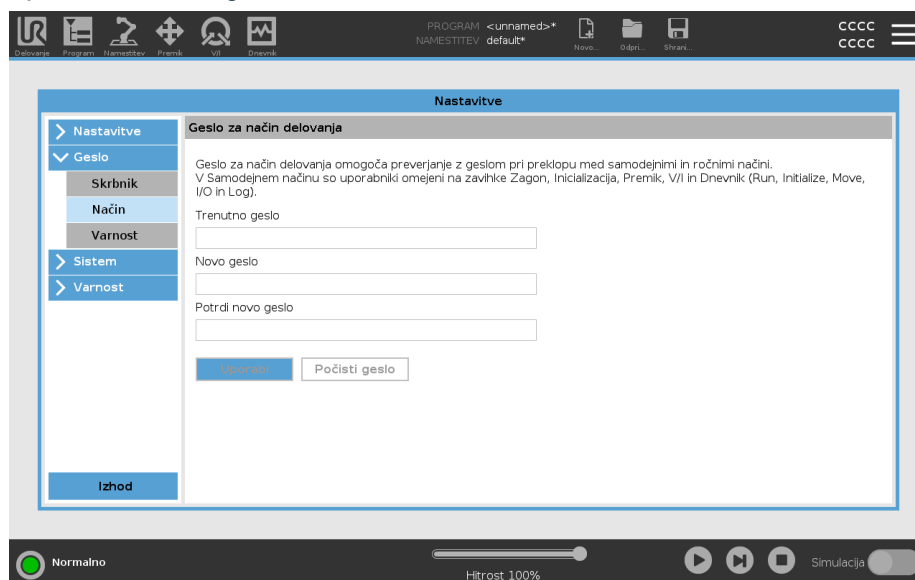 PROGRAM <unnamed>*
NAMESTITEV default*
Delovanje Program Namestitev Premik V/I Dnevnik
Novo... Odpri... Shrani...
CCCC
CCCC
Nastavitve
Nastavitve
Geslo
Skrbnik
Način
Varnost
Sistem
Varnost
Izhod
Geslo za način delovanja
Geslo za način delovanja omogoča preverjanje z geslom pri preklopu med samodejnimi in ročnimi načini.
V Samodejnem načinu so uporabniki omejeni na zavihke Zagon, Inicializacija, Premik, V/I in Dnevnik (Run, Initialize, Move,
I/O in Log).
Trenutno geslo
Novo geslo
Potrdi novo geslo
Uporabi Počisti geslo
Normalno
Hitrost 100%
Simulacija